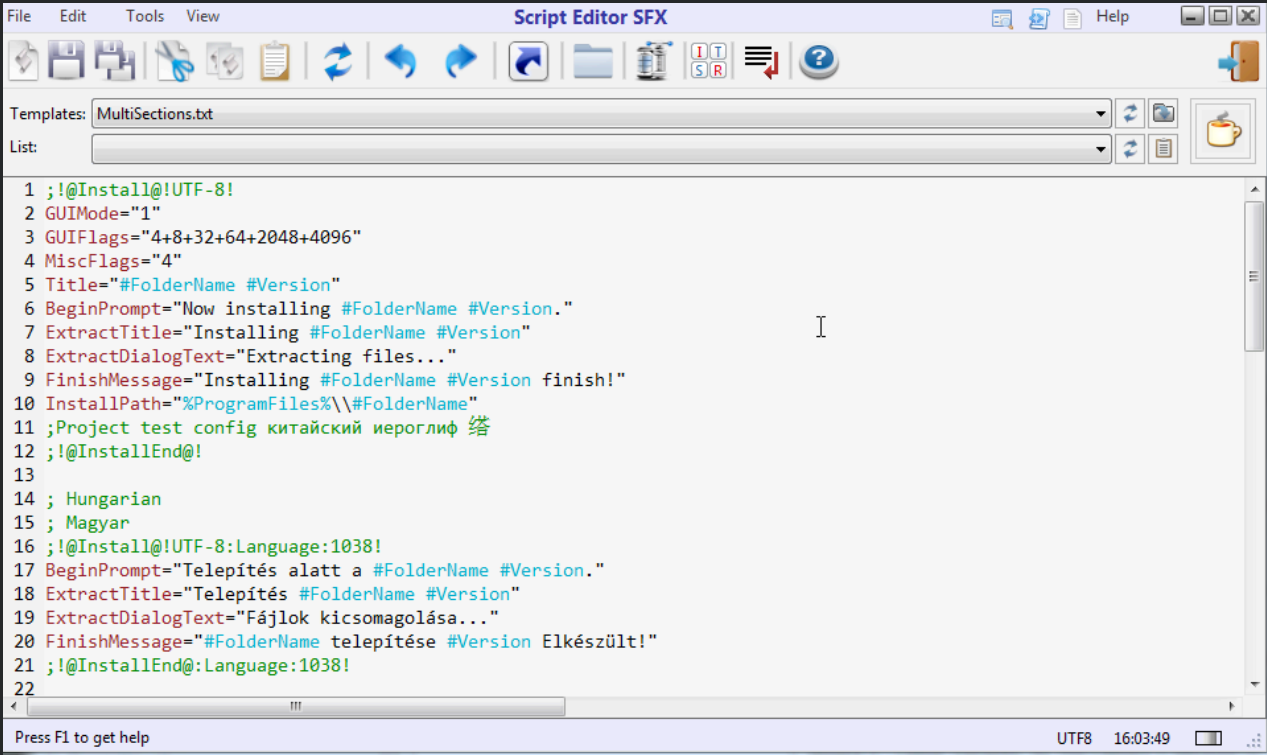 File Edit Tools View Script Editor SFX Help
I T
S R
Templates: MultiSections.txt
List:
1 ;!@Install@!UTF-8!
2 GUIMode="1"
3 GUIFlags="4+8+32+64+2048+4096"
4 MiscFlags="4"
5 Title="#FolderName #Version"
6 BeginPrompt="Now installing #FolderName #Version."
7 ExtractTitle="Installing #FolderName #Version"
8 ExtractDialogText="Extracting files..."
9 FinishMessage="Installing #FolderName #Version finish!"
10 InstallPath="%ProgramFiles%\\#FolderName"
11 ;Project test config китайский иероглиф 绺
12 ;!@InstallEnd@!
13
14 ; Hungarian
15 ; Magyar
16 ;!@Install@!UTF-8:Language:1038!
17 BeginPrompt="Telepítés alatt a #FolderName #Version."
18 ExtractTitle="Telepítés #FolderName #Version"
19 ExtractDialogText="Fájlok kicsomagolása..."
20 FinishMessage="#FolderName telepítése #Version Elkészült!"
21 ;!@InstallEnd@:Language:1038!
22
Press F1 to get help UTF8 16:03:49